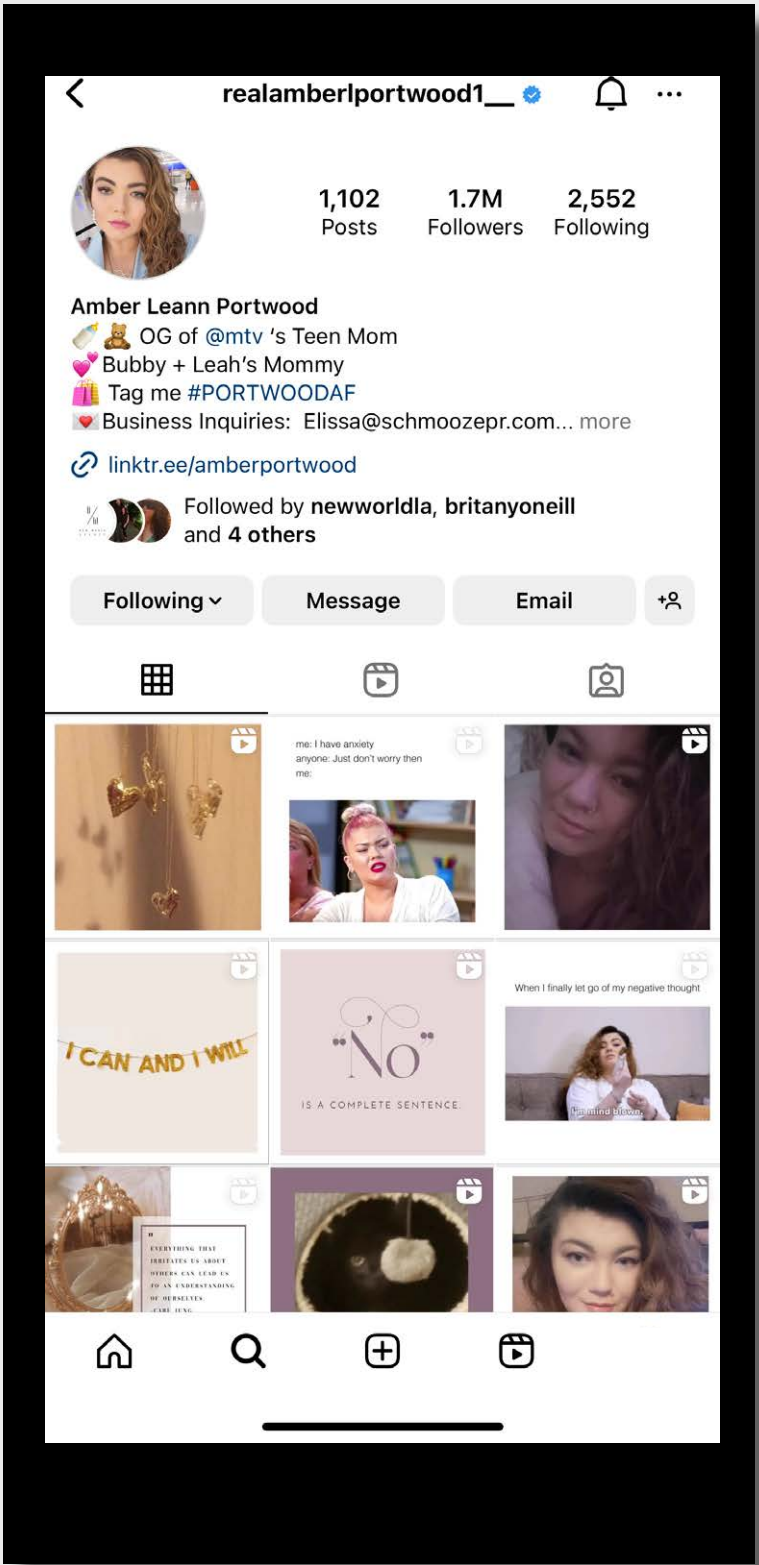 realamberlportwood1__
1,102
Posts
1.7M
Followers
2,552
Following
Amber Leann Portwood
🍼🧸 OG of @mtv 's Teen Mom
💕Bubby + Leah's Mommy
🛍️ Tag me #PORTWOODAF
💌Business Inquiries: Elissa@schmoozepr.com... more
linktr.ee/amberportwood
Followed by newworldla, britanyoneill
and 4 others
Following
Message
Email
me: I have anxiety
anyone: Just don't worry then
me:
I CAN AND I WILL
"No"
IS A COMPLETE SENTENCE.
When I finally let go of my negative thought
I'm mind blown.
"
EVERYTHING THAT
IRRITATES US ABOUT
OTHERS CAN LEAD US
TO AN UNDERSTANDING
OF OURSELVES.
-CARL JUNG